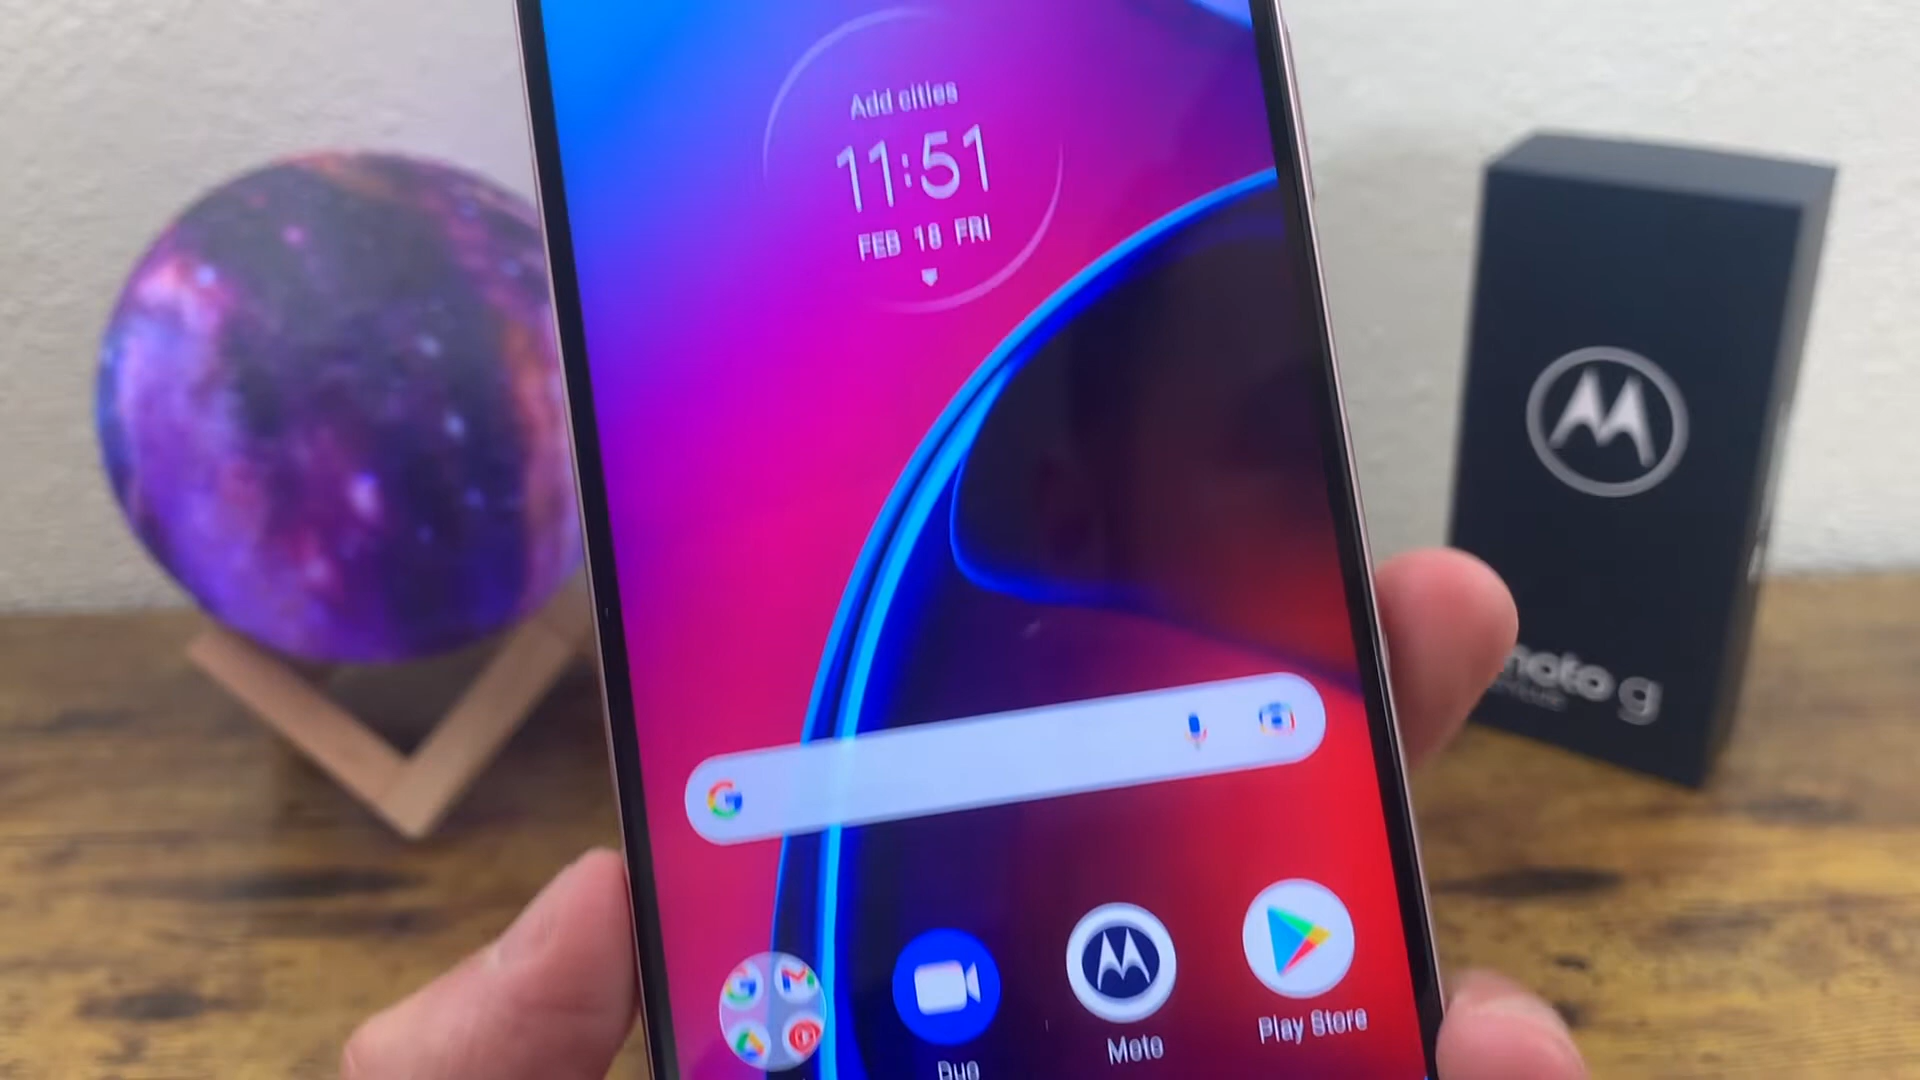 Add cities
11:51
FEB 18 FRI
Duo
Moto
Play Store
moto g